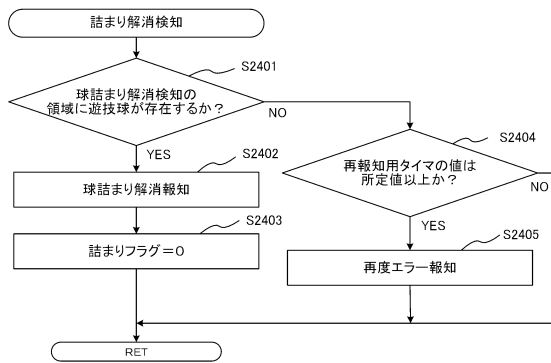 詰まり解消検知
S2401
球詰まり解消検知の
領域に遊技球が存在するか？
NO
YES
S2402
球詰まり解消報知
S2403
詰まりフラグ＝0
S2404
再報知用タイマの値は
所定値以上か？
NO
YES
S2405
再度エラー報知
RET